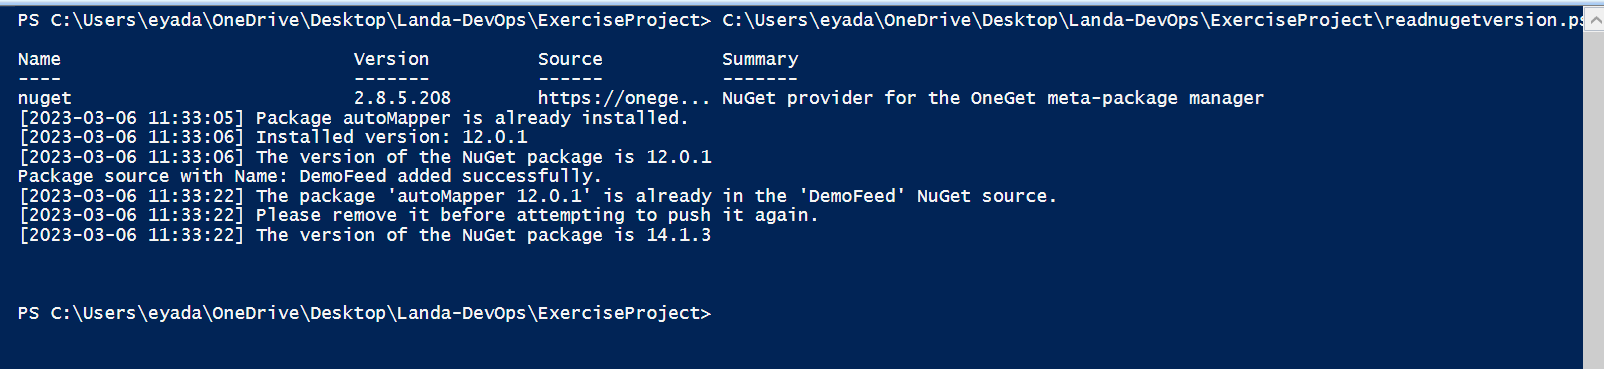 PS C:\Users\eyada\OneDrive\Desktop\Landa-DevOps\ExerciseProject> C:\Users\eyada\OneDrive\Desktop\Landa-DevOps\ExerciseProject\readnugetversion.ps
Name Version Source Summary
---- ------- ------ -------
nuget 2.8.5.208 https://onege... NuGet provider for the OneGet meta-package manager
[2023-03-06 11:33:05] Package autoMapper is already installed.
[2023-03-06 11:33:06] Installed version: 12.0.1
[2023-03-06 11:33:06] The version of the NuGet package is 12.0.1
Package source with Name: DemoFeed added successfully.
[2023-03-06 11:33:22] The package 'autoMapper 12.0.1' is already in the 'DemoFeed' NuGet source.
[2023-03-06 11:33:22] Please remove it before attempting to push it again.
[2023-03-06 11:33:22] The version of the NuGet package is 14.1.3
PS C:\Users\eyada\OneDrive\Desktop\Landa-DevOps\ExerciseProject>